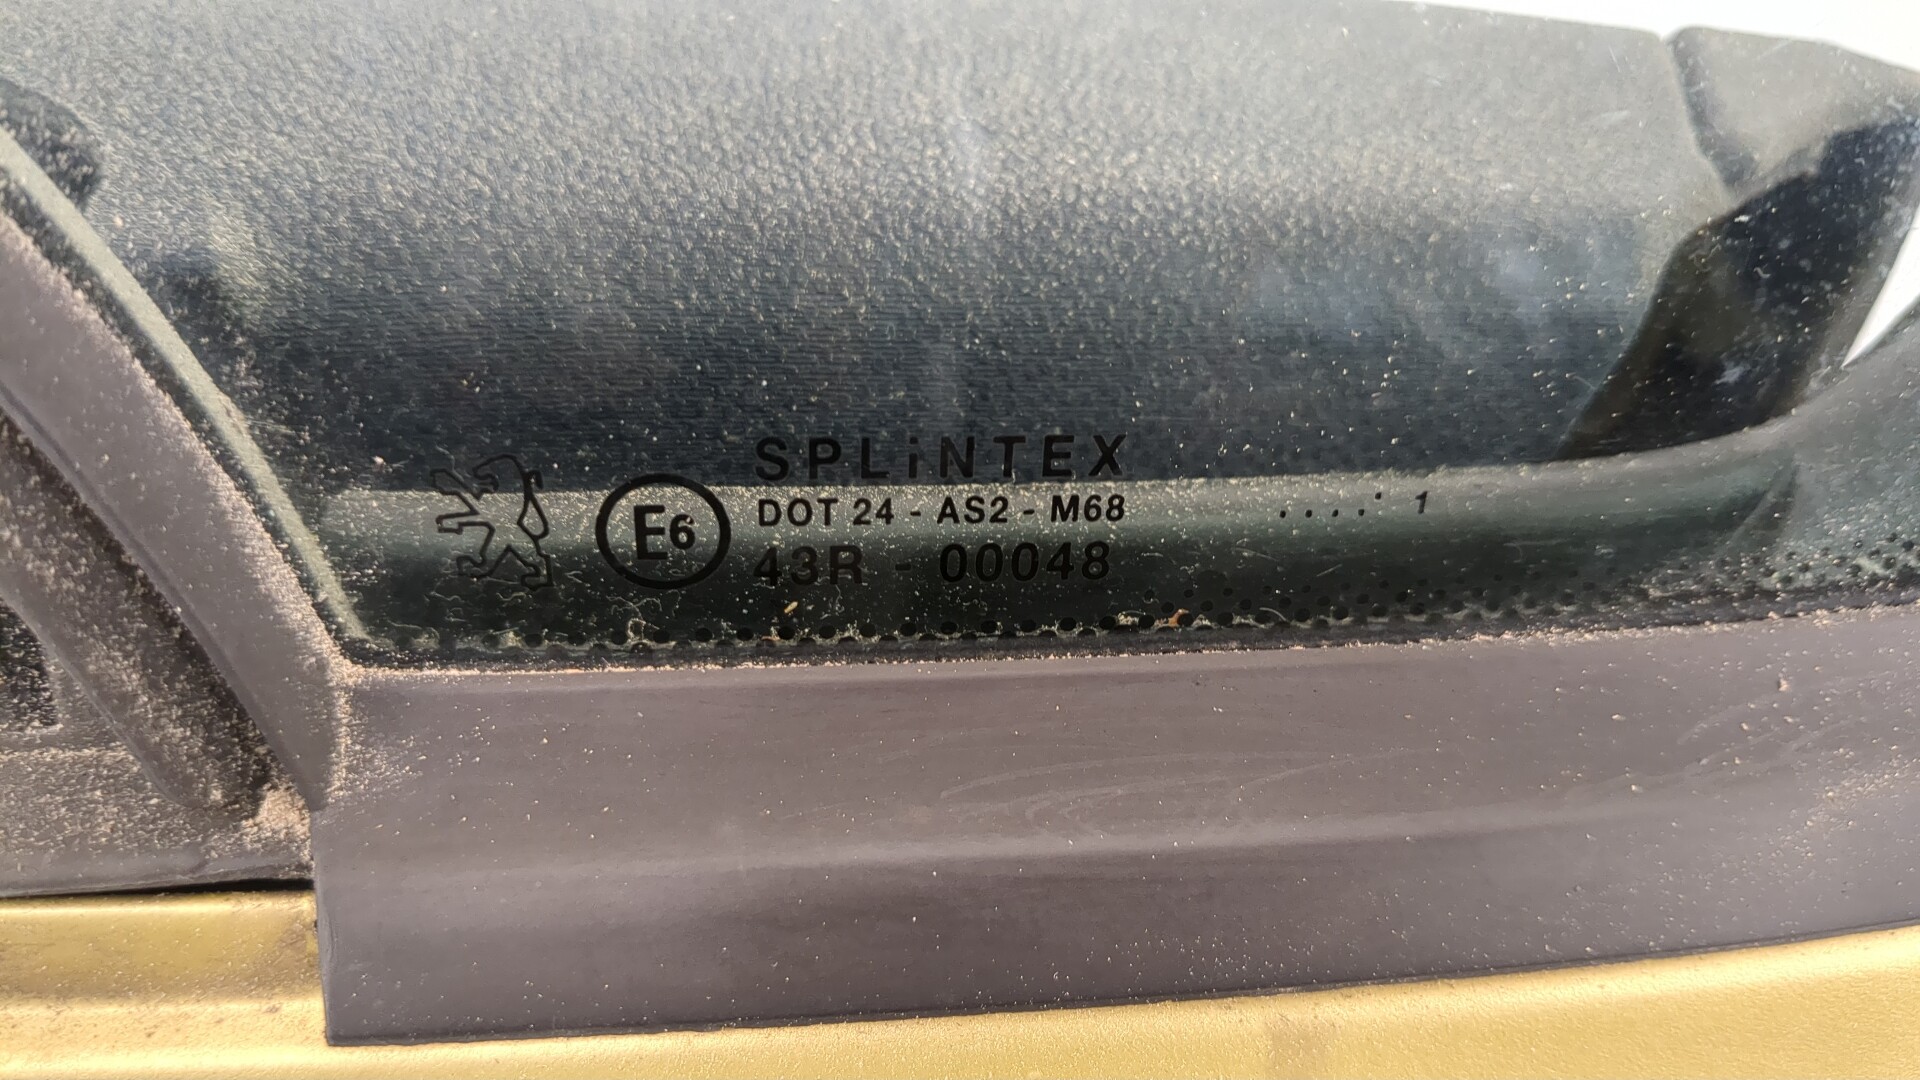 SPLiNTEX
E6
DOT 24 - AS2 - M68
43R - 00048
....: 1